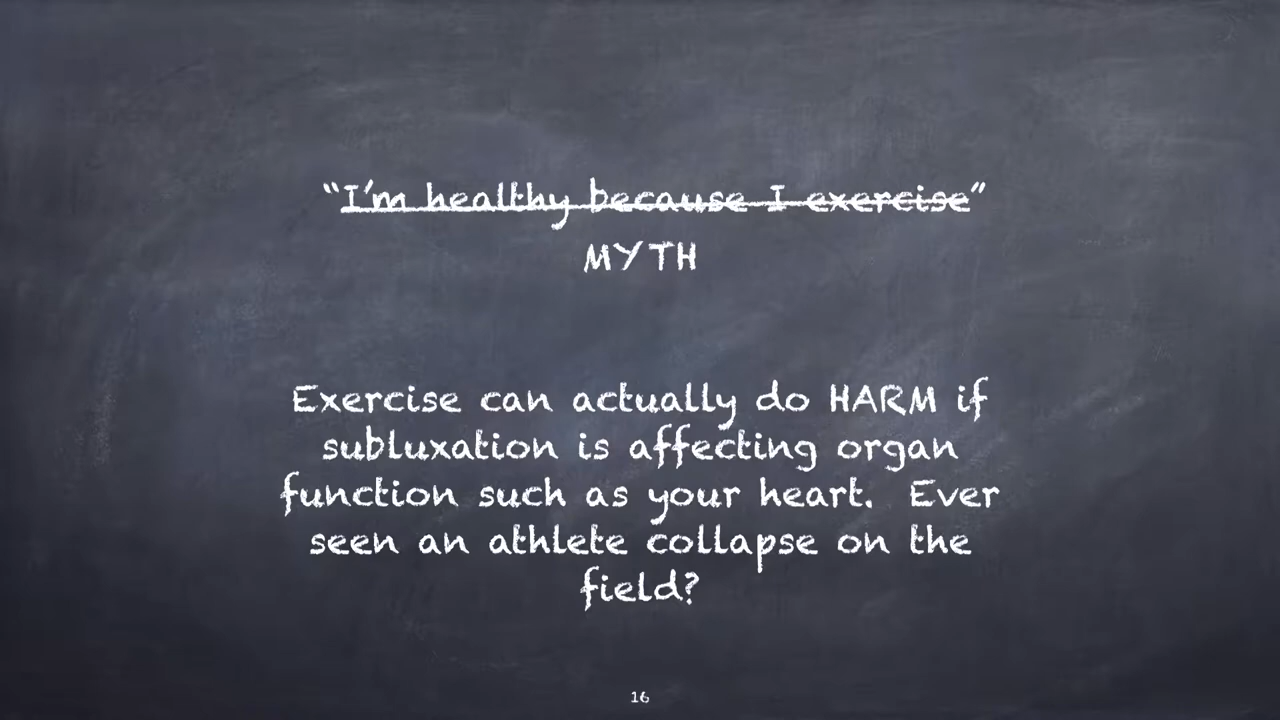 “I’m healthy because I exercise”
MYTH
Exercise can actually do HARM if
subluxation is affecting organ
function such as your heart.  Ever
seen an athlete collapse on the
field?
16